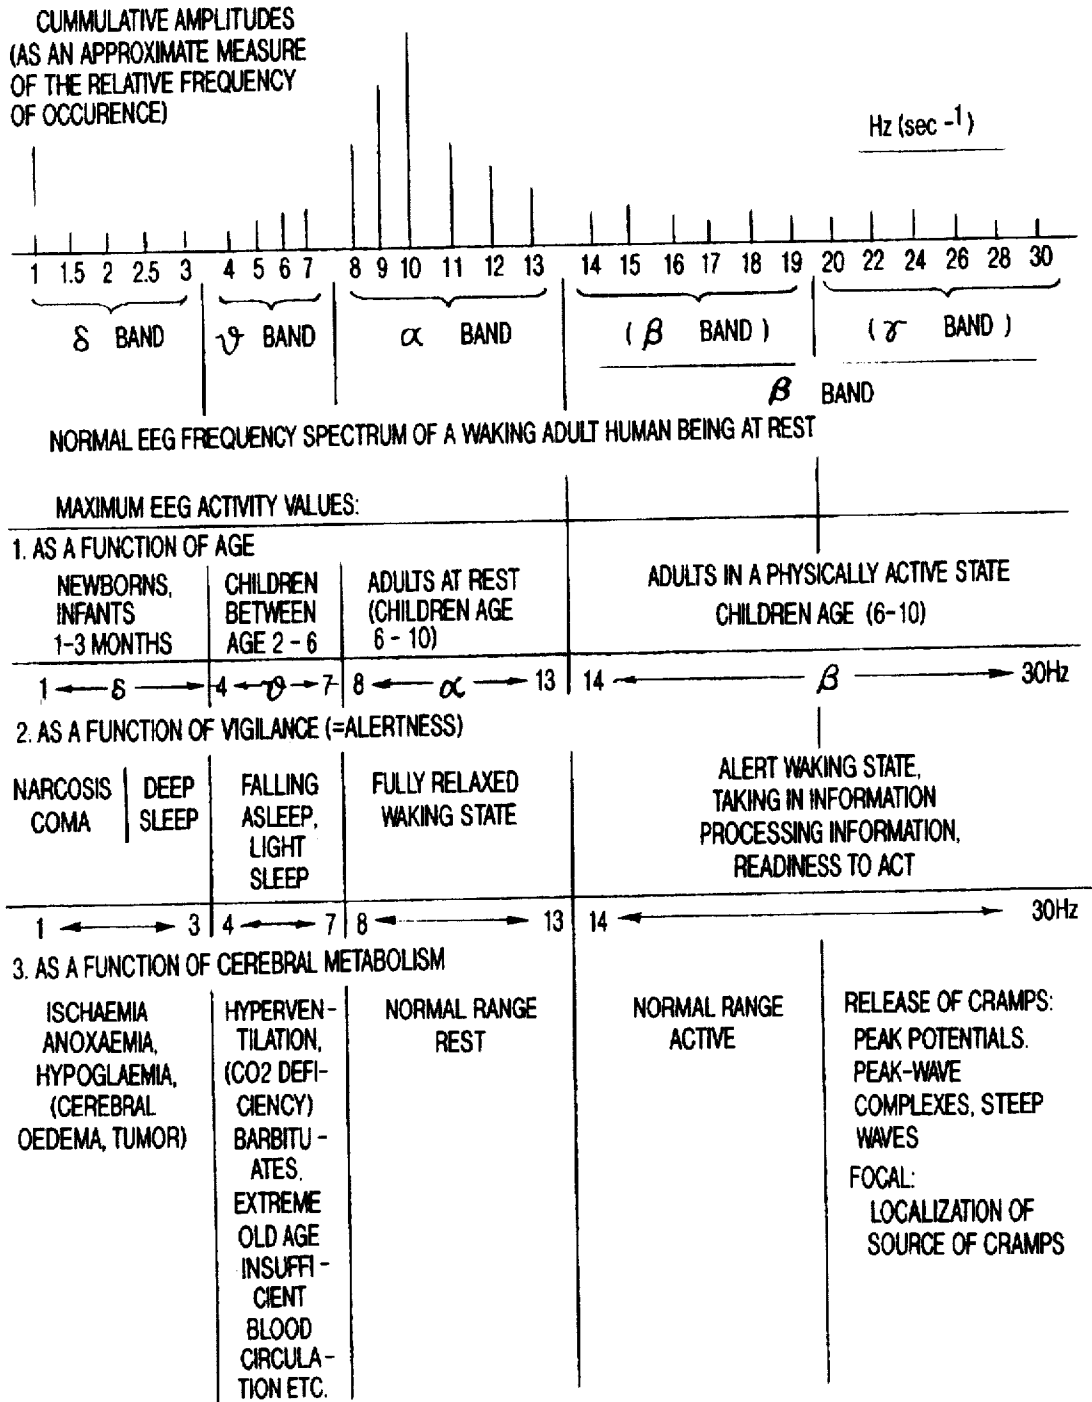 CUMMULATIVE AMPLITUDES
(AS AN APPROXIMATE MEASURE
OF THE RELATIVE FREQUENCY
OF OCCURENCE)
Hz (sec -1)
1 1.5 2 2.5 3 4 5 6 7 8 9 10 11 12 13 14 15 16 17 18 19 20 22 24 26 28 30
δ BAND ϑ BAND α BAND (β BAND) (γ BAND)
β BAND
NORMAL EEG FREQUENCY SPECTRUM OF A WAKING ADULT HUMAN BEING AT REST
MAXIMUM EEG ACTIVITY VALUES:
1. AS A FUNCTION OF AGE
NEWBORNS,
INFANTS
1-3 MONTHS
CHILDREN
BETWEEN
AGE 2 - 6
ADULTS AT REST
(CHILDREN AGE
6 - 10)
ADULTS IN A PHYSICALLY ACTIVE STATE
CHILDREN AGE (6-10)
1 δ 4 ϑ 7 8 α 13 14 β 30Hz
2. AS A FUNCTION OF VIGILANCE (=ALERTNESS)
NARCOSIS
COMA
DEEP
SLEEP
FALLING
ASLEEP,
LIGHT
SLEEP
FULLY RELAXED
WAKING STATE
ALERT WAKING STATE,
TAKING IN INFORMATION
PROCESSING INFORMATION,
READINESS TO ACT
1 3 4 7 8 13 14 30Hz
3. AS A FUNCTION OF CEREBRAL METABOLISM
ISCHAEMIA
ANOXAEMIA,
HYPOGLAEMIA,
(CEREBRAL
OEDEMA, TUMOR)
HYPERVEN-
TILATION,
(CO2 DEFI-
CIENCY)
BARBITU-
ATES.
EXTREME
OLD AGE
INSUFFI-
CIENT
BLOOD
CIRCULA-
TION ETC.
NORMAL RANGE
REST
NORMAL RANGE
ACTIVE
RELEASE OF CRAMPS:
PEAK POTENTIALS.
PEAK-WAVE
COMPLEXES, STEEP
WAVES
FOCAL:
LOCALIZATION OF
SOURCE OF CRAMPS